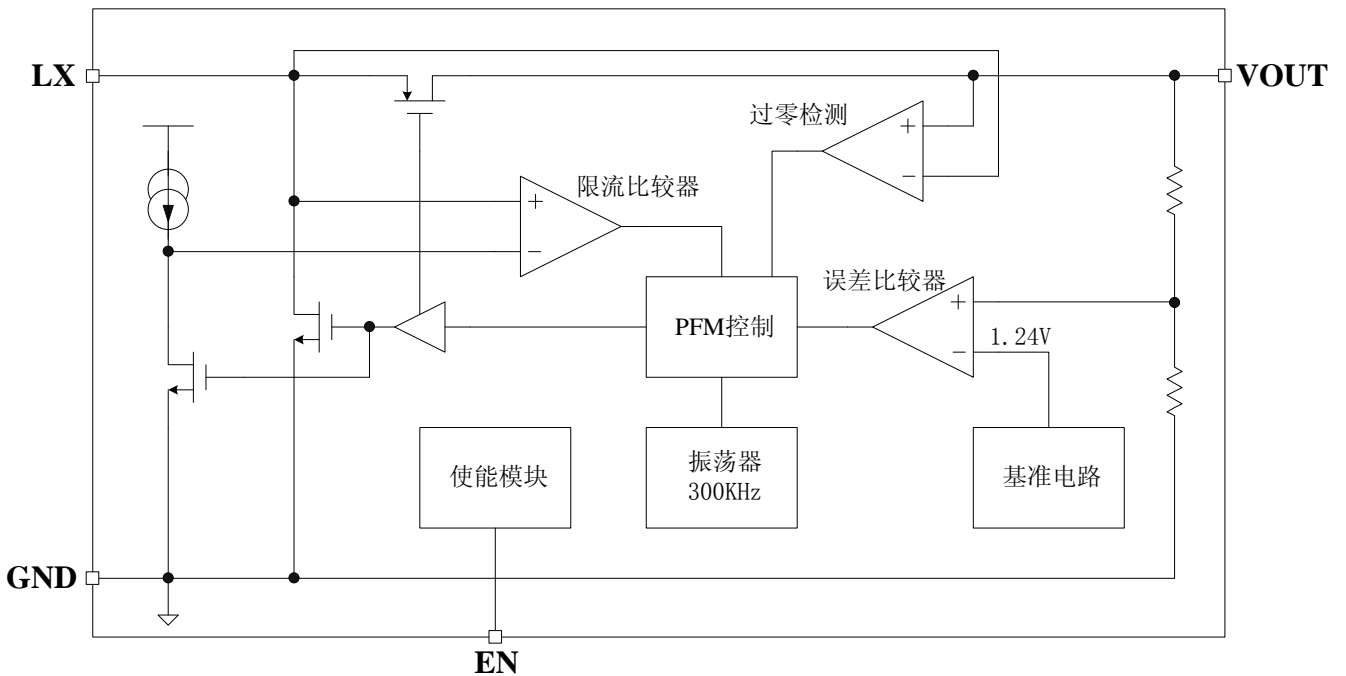 LX
VOUT
过零检测
+
−
限流比较器
+
−
误差比较器
+
−
1.24V
PFM控制
使能模块
振荡器
300KHz
基准电路
GND
EN